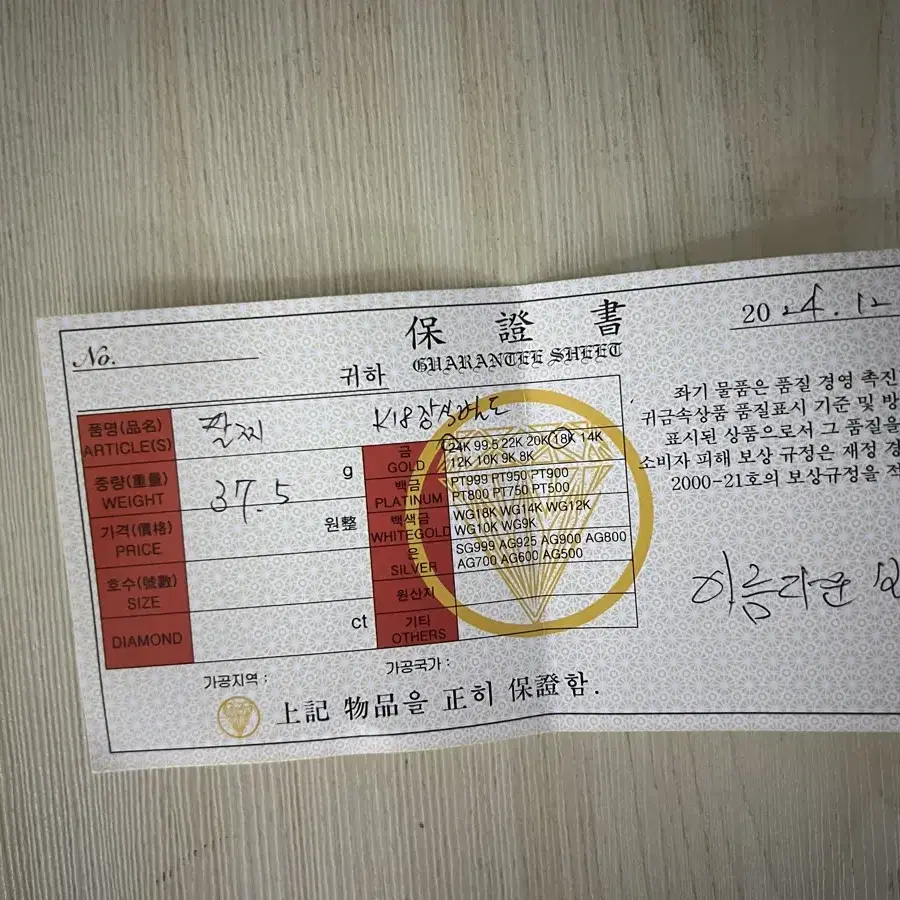 保證書
GUARANTEE SHEET
No.
귀하
2024.12
품명(品名)
ARTICLE(S)
팔찌
K18장식랜드
중량(重量)
WEIGHT
37.5 g
가격(價格)
PRICE
원整
호수(號數)
SIZE
DIAMOND
ct
금
GOLD
24K 99.5 22K 20K 18K 14K
12K 10K 9K 8K
백금
PLATINUM
PT999 PT950 PT900
PT800 PT750 PT500
백색금
WHITEGOLD
WG18K WG14K WG12K
WG10K WG9K
은
SILVER
SG999 AG925 AG900 AG800
AG700 AG600 AG500
원산지
기타
OTHERS
가공지역 :
가공국가 :
上記 物品을 正히 保證함.
좌기 물품은 품질 경영 촉진
귀금속상품 품질표시 기준 및 방
표시된 상품으로서 그 품질을
소비자 피해 보상 규정은 재정 경
2000-21호의 보상규정을 적